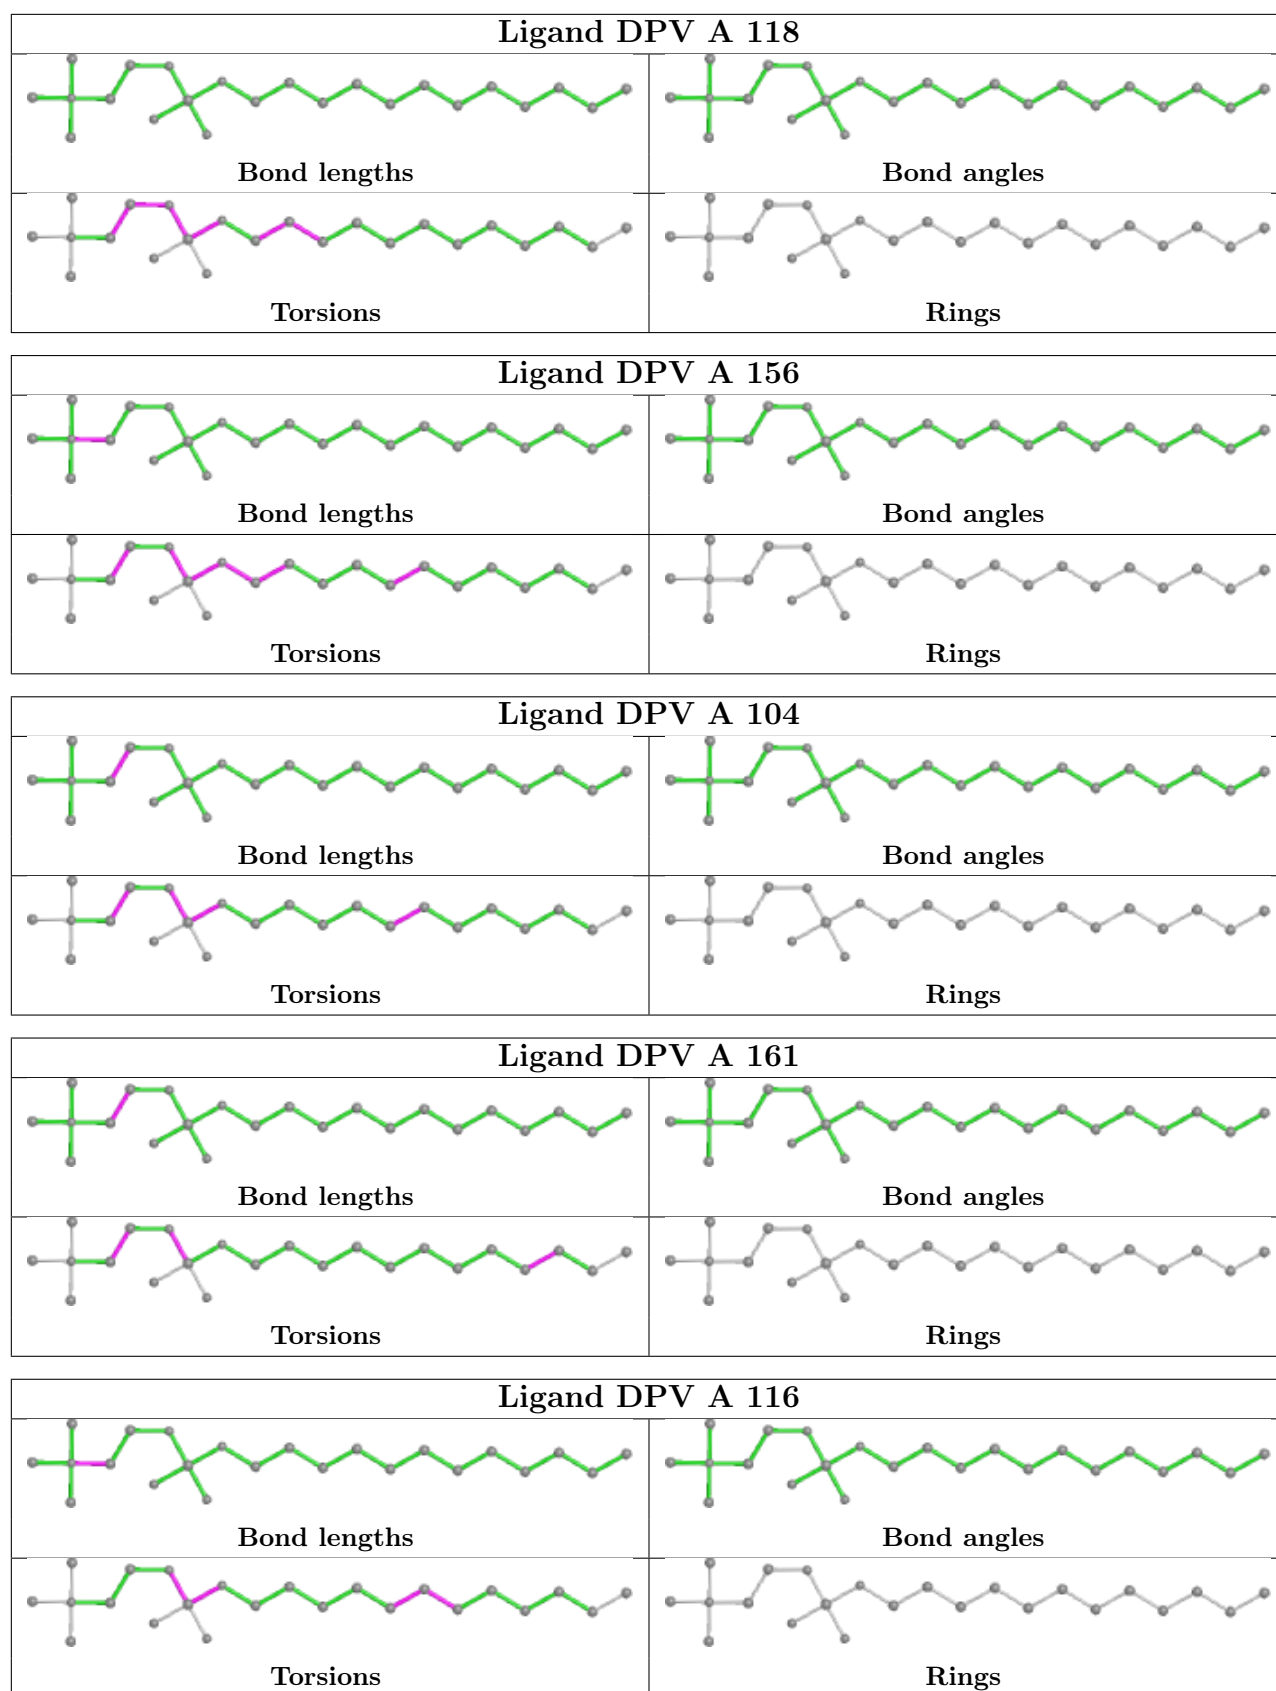 Ligand DPV A 118
Bond lengths
Bond angles
Torsions
Rings
Ligand DPV A 156
Bond lengths
Bond angles
Torsions
Rings
Ligand DPV A 104
Bond lengths
Bond angles
Torsions
Rings
Ligand DPV A 161
Bond lengths
Bond angles
Torsions
Rings
Ligand DPV A 116
Bond lengths
Bond angles
Torsions
Rings